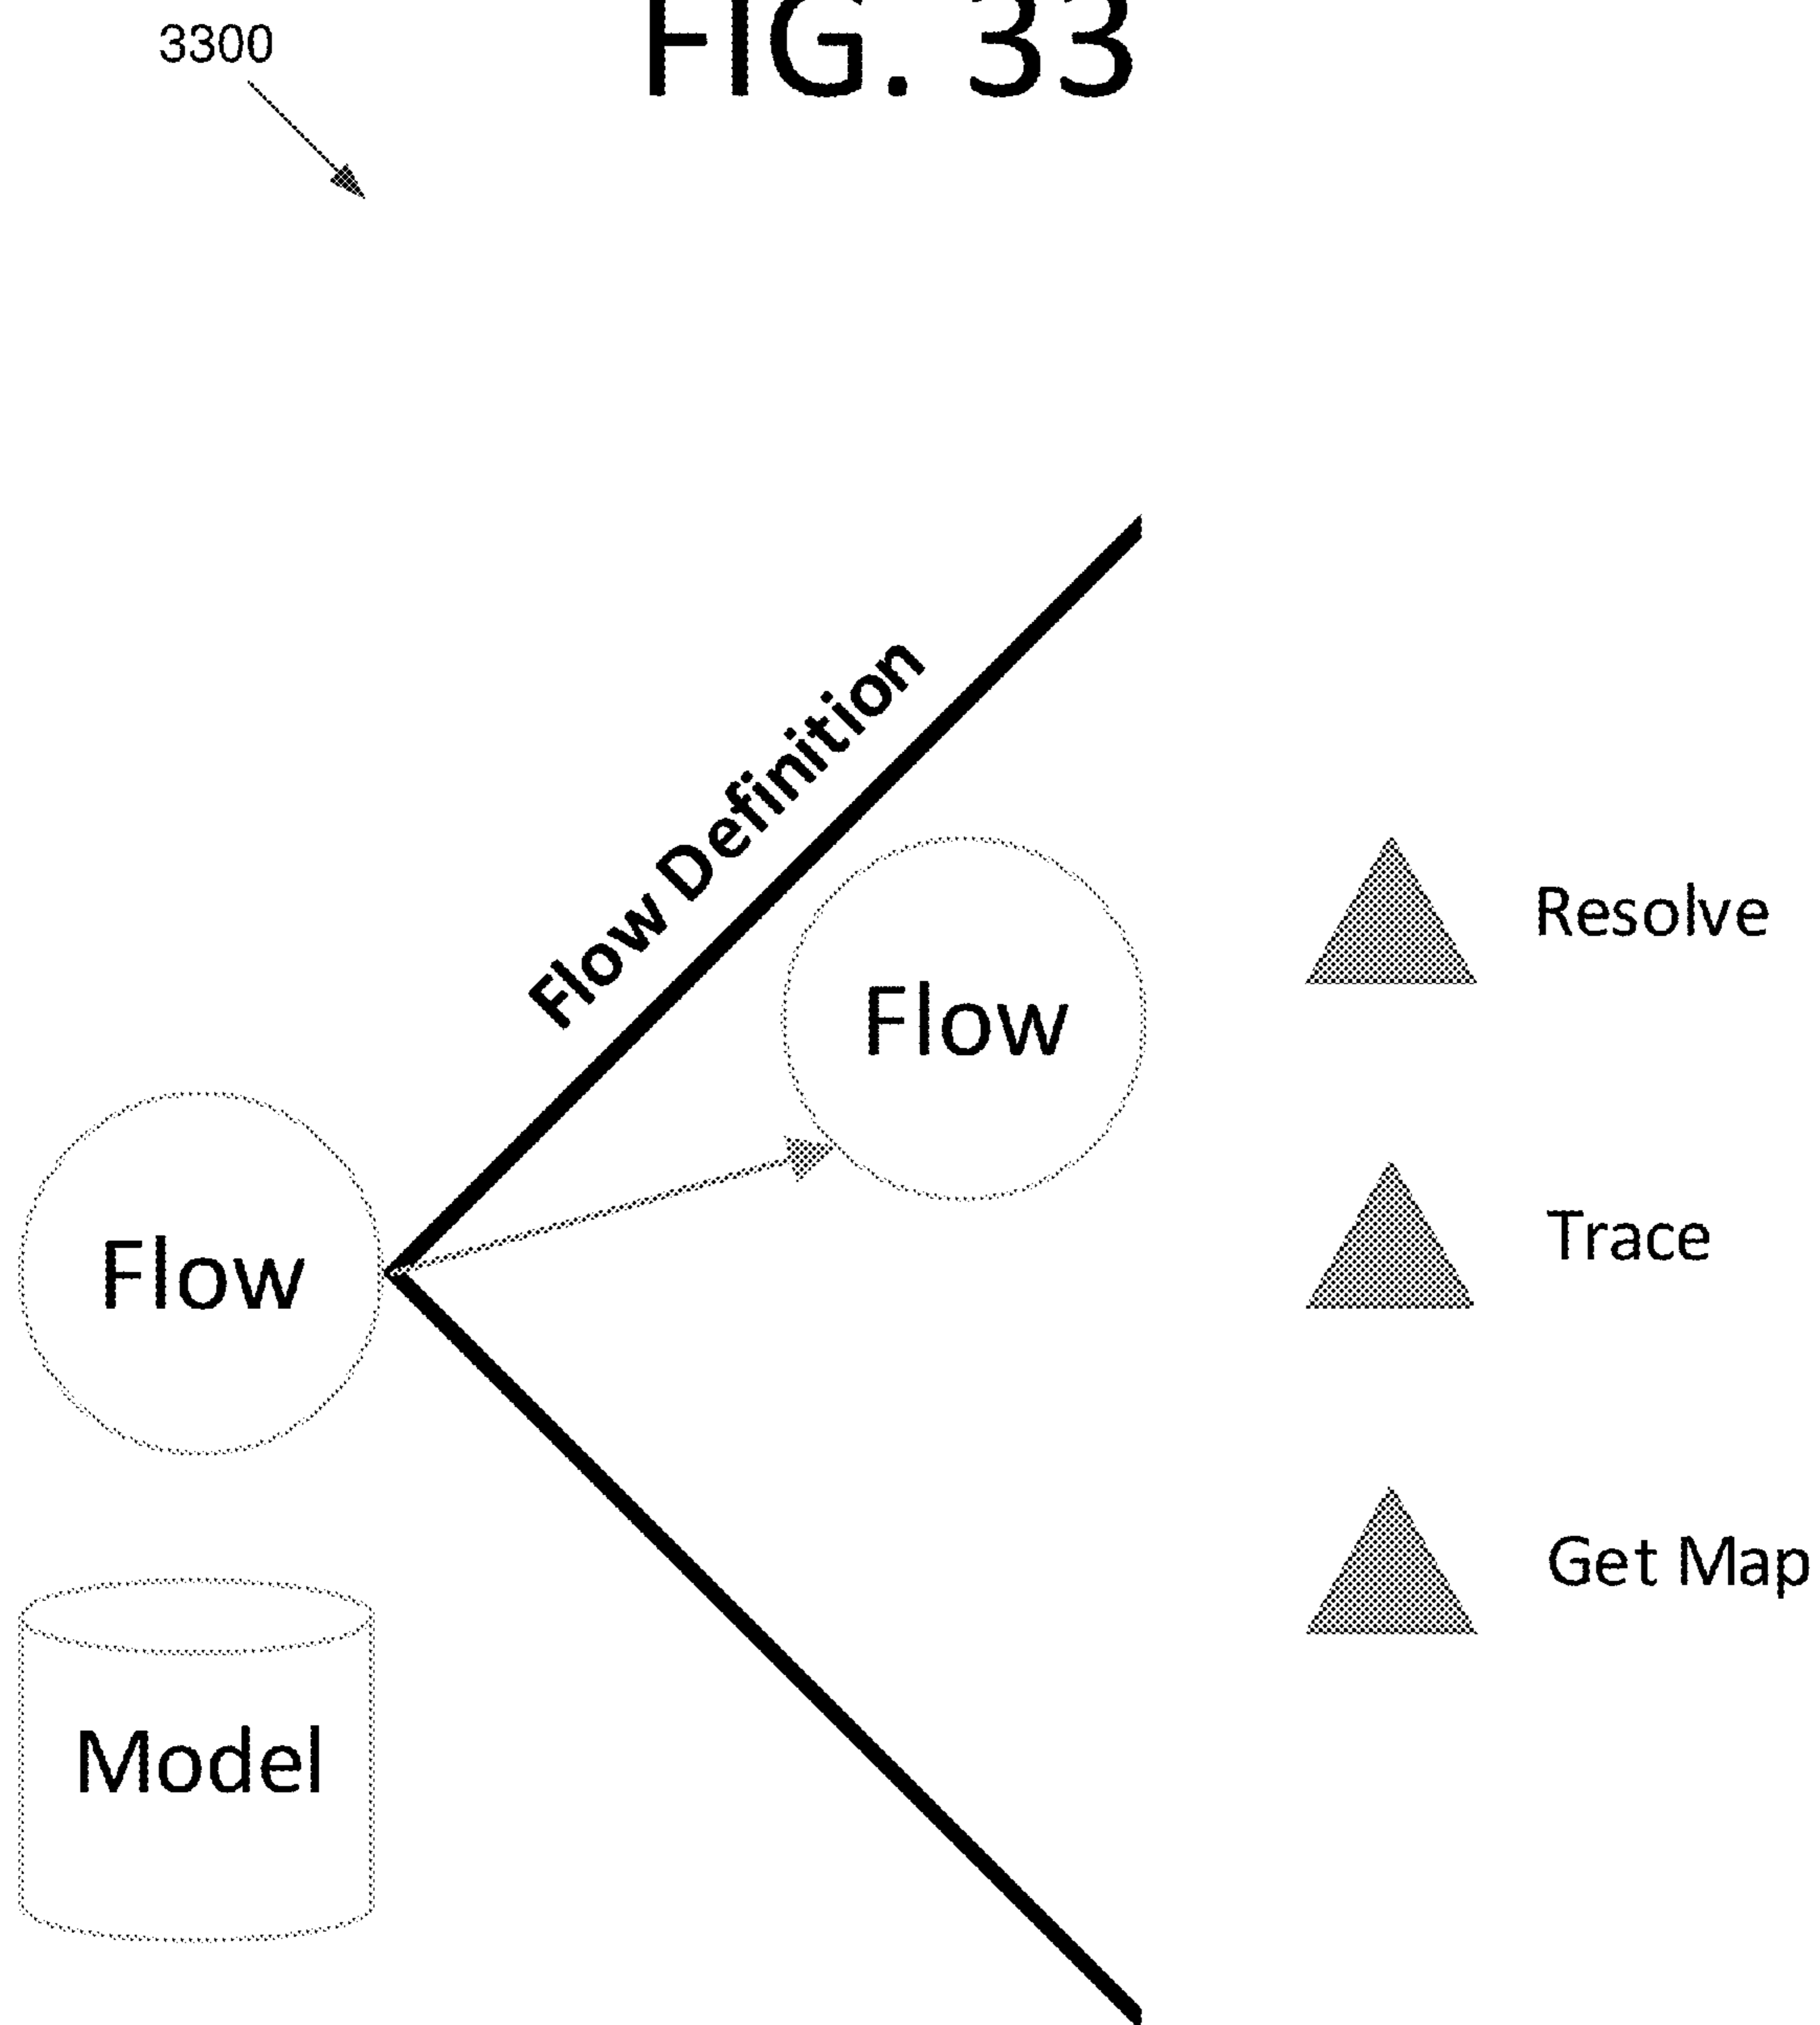 FIG. 33
3300
Flow Definition
Flow
Resolve
Flow
Trace
Get Map
Model